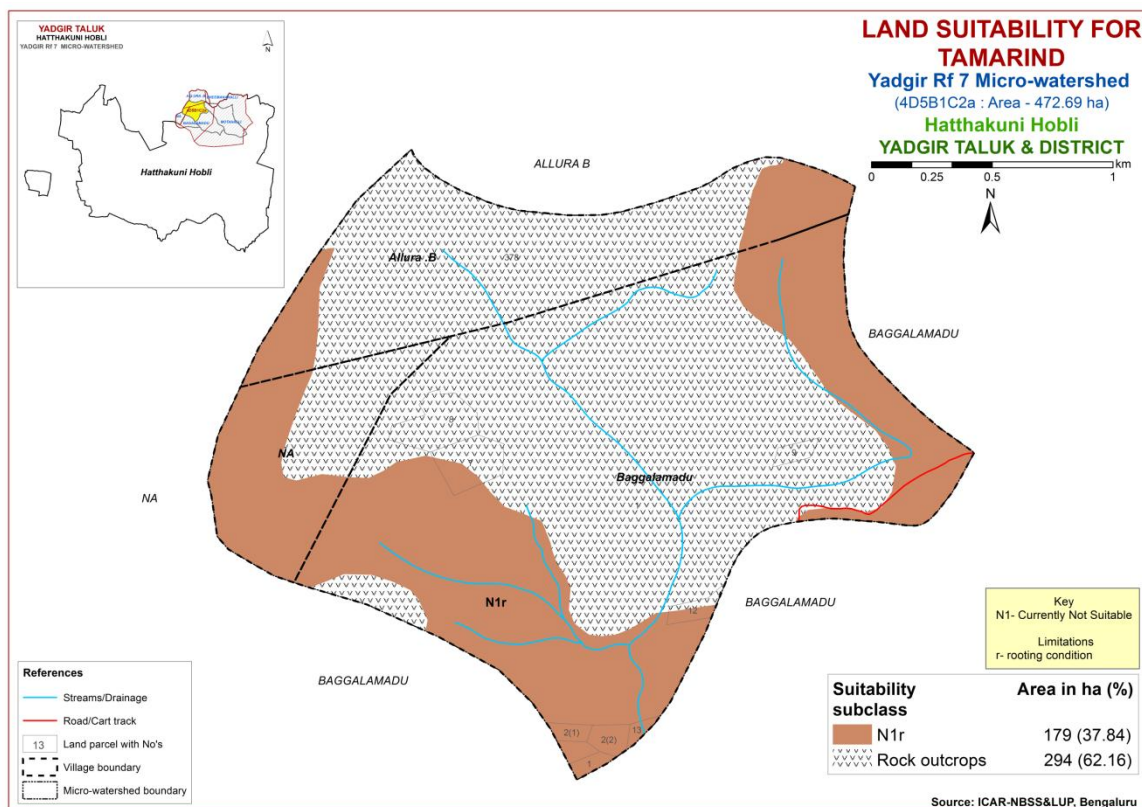 YADGIR TALUK
HATTHAKUNI HOBLI
YADGIR Rf 7 MICRO-WATERSHED
N
Hatthakuni Hobli
LAND SUITABILITY FOR
TAMARIND
Yadgir Rf 7 Micro-watershed
(4D5B1C2a : Area - 472.69 ha)
Hatthakuni Hobli
YADGIR TALUK & DISTRICT
km
0 0.25 0.5 1
N
ALLURA B
Allura .B
378
BAGGALAMADU
8
7
9
NA
Baggalamadu
1
NA
N1r
12
BAGGALAMADU
BAGGALAMADU
2(1)
2(2)
13
1
Key
N1- Currently Not Suitable
Limitations
r- rooting condition
References
Streams/Drainage
Road/Cart track
13 Land parcel with No's
Village boundary
Micro-watershed boundary
Suitability subclass Area in ha (%)
N1r 179 (37.84)
Rock outcrops 294 (62.16)
Source: ICAR-NBSS&LUP, Bengaluru